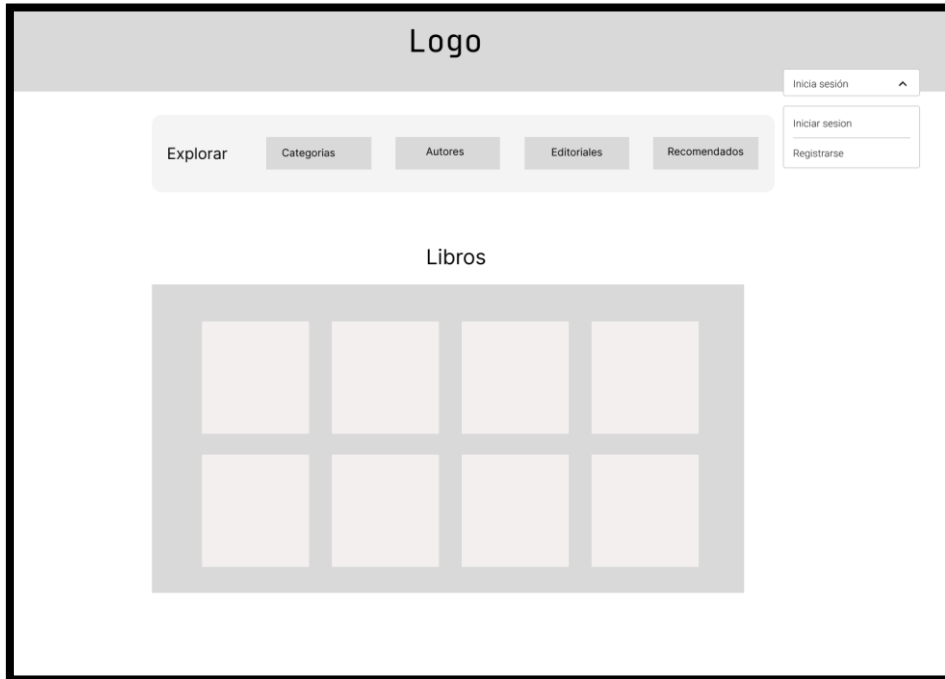 Logo
Inicia sesión
Iniciar sesion
Registrarse
Explorar
Categorias
Autores
Editoriales
Recomendados
Libros